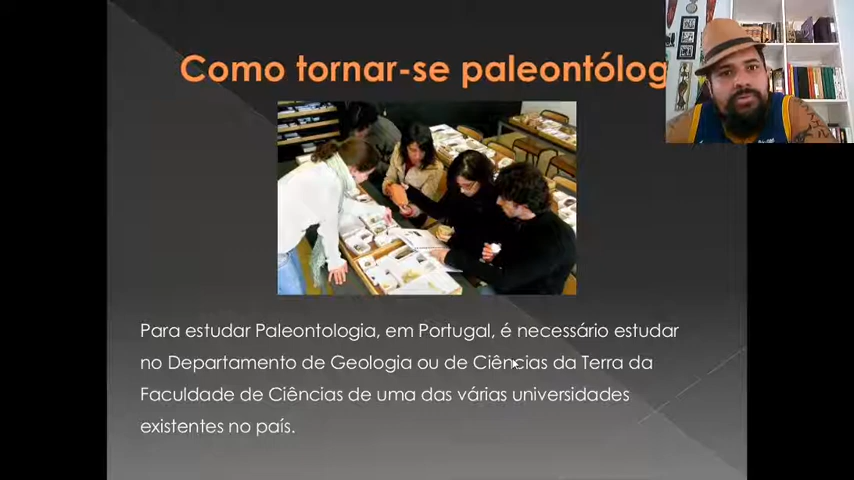 Como tornar-se paleontólog
Para estudar Paleontologia, em Portugal, é necessário estudar
no Departamento de Geologia ou de Ciências da Terra da
Faculdade de Ciências de uma das várias universidades
existentes no país.